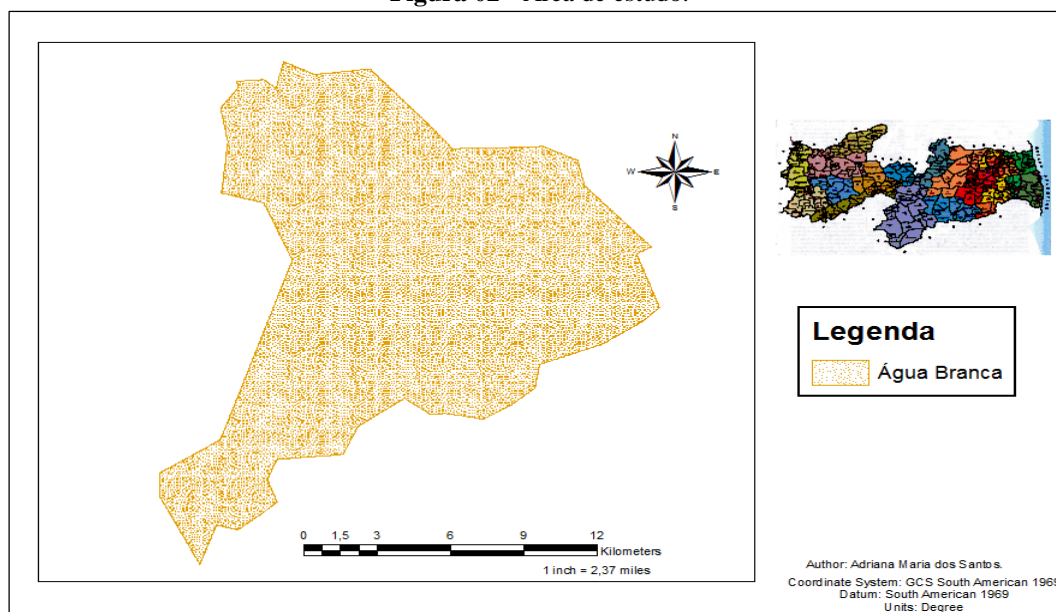 Figura 02 - Área de estudo.
N
W E
S
Legenda
Água Branca
0 1,5 3 6 9 12
Kilometers
1 inch = 2,37 miles
Author: Adriana Maria dos Santos.
Coordinate System: GCS South American 1969
Datum: South American 1969
Units: Degree